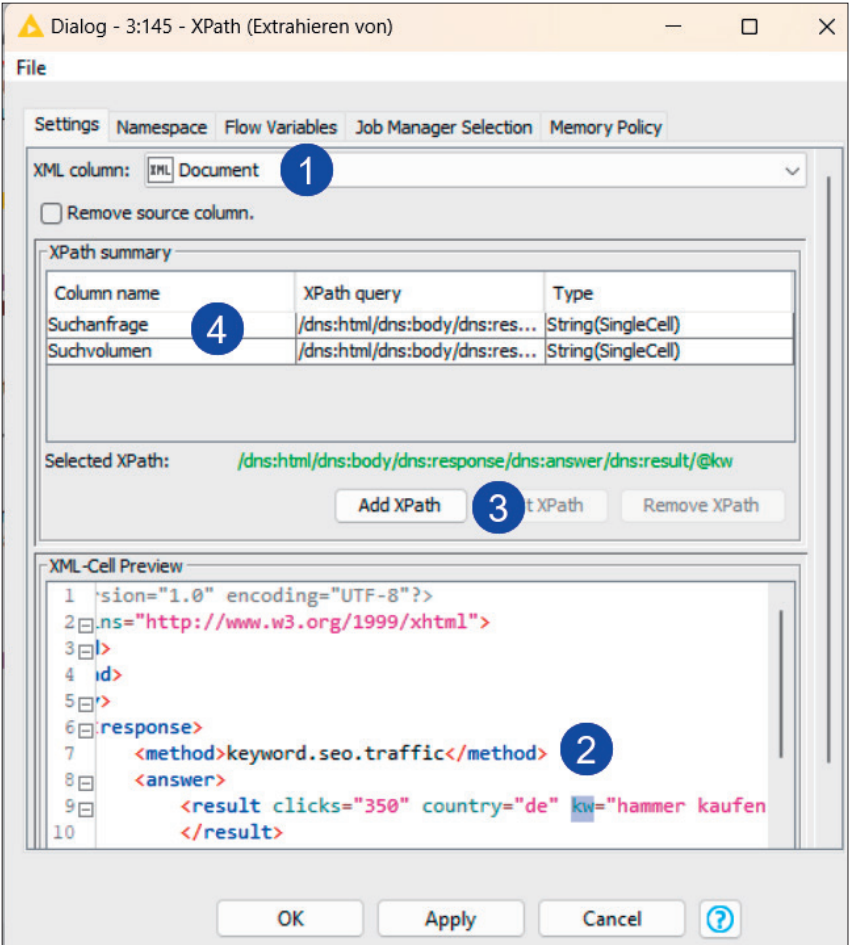 Dialog - 3:145 - XPath (Extrahieren von)
File
Settings Namespace Flow Variables Job Manager Selection Memory Policy
XML column: XML Document 1
Remove source column.
XPath summary
Column name XPath query Type
Suchanfrage 4 /dns:html/dns:body/dns:res... String(SingleCell)
Suchvolumen /dns:html/dns:body/dns:res... String(SingleCell)
Selected XPath: /dns:html/dns:body/dns:response/dns:answer/dns:result/@kw
Add XPath 3 t XPath Remove XPath
XML-Cell Preview
1 rsion="1.0" encoding="UTF-8"?>
2 .ns="http://www.w3.org/1999/xhtml">
3 l>
4 ad>
5 y>
6 response>
7 <method>keyword.seo.traffic</method> 2
8 <answer>
9 <result clicks="350" country="de" kw="hammer kaufen
10 </result>
OK Apply Cancel ?